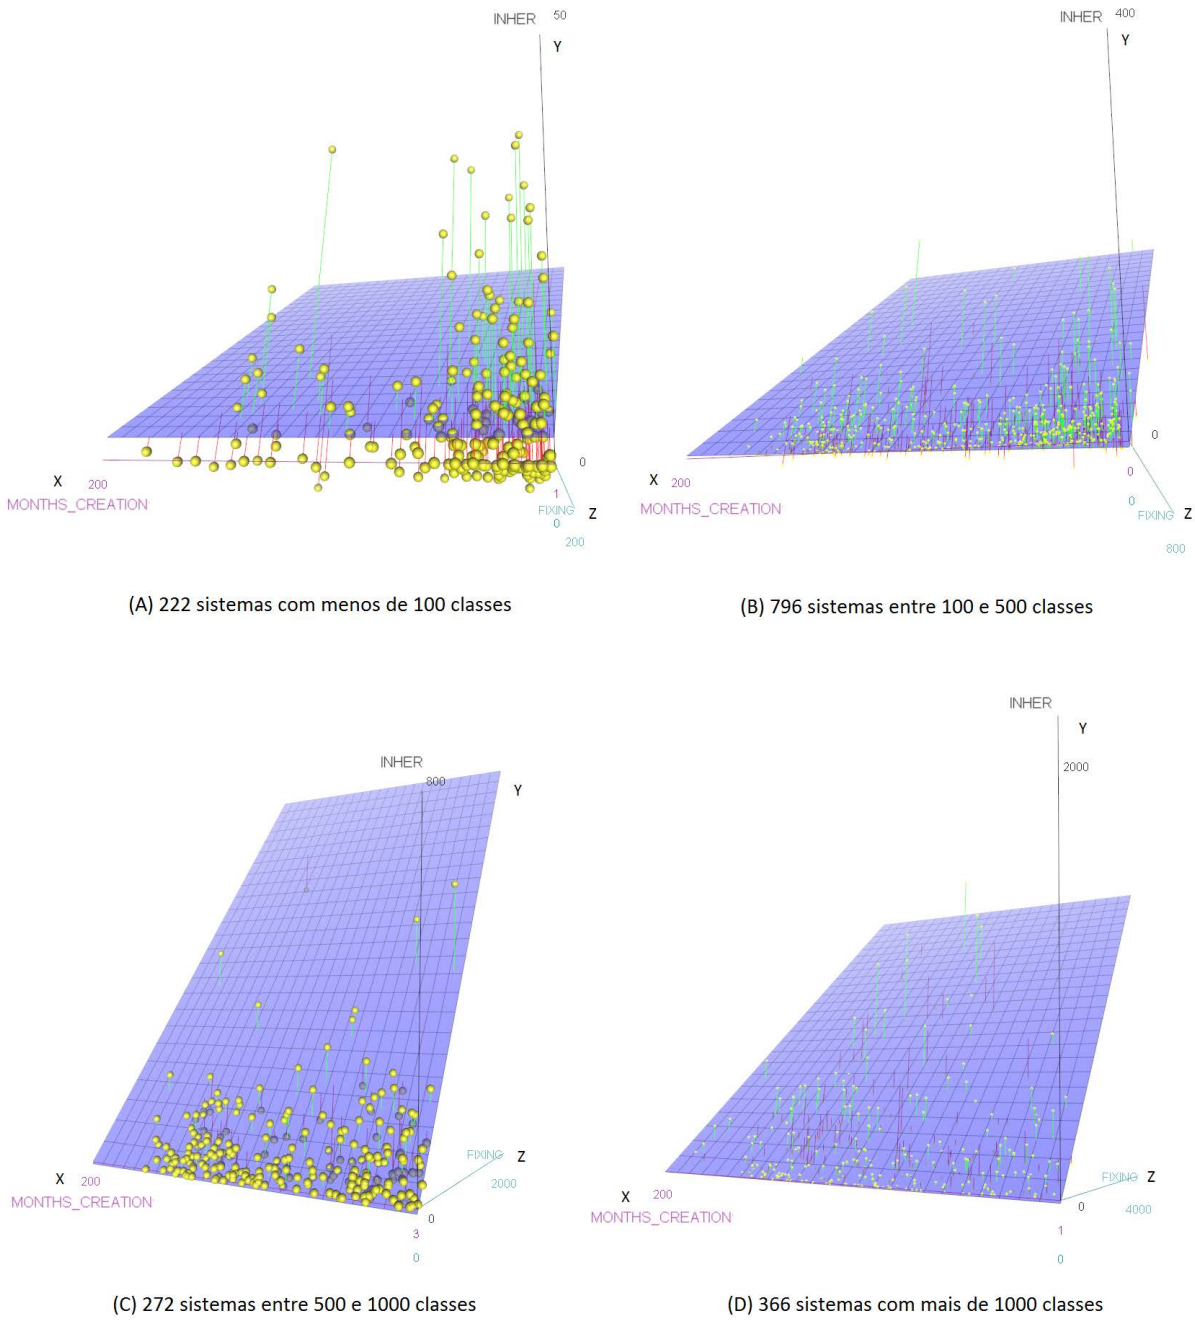 INHER 50
Y
0
X 200
MONTHS_CREATION
1
FIXING Z
0
200
(A) 222 sistemas com menos de 100 classes
INHER 400
Y
0
X 200
MONTHS_CREATION
0
0
FIXING Z
800
(B) 796 sistemas entre 100 e 500 classes
INHER
800
Y
FIXING Z
2000
X 200
MONTHS_CREATION
0
3
0
(C) 272 sistemas entre 500 e 1000 classes
INHER
Y
2000
FIXING Z
4000
X 200
MONTHS_CREATION
0
1
0
(D) 366 sistemas com mais de 1000 classes